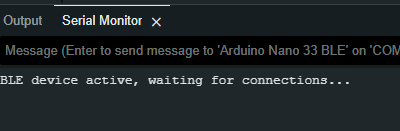 Output Serial Monitor ×
Message (Enter to send message to 'Arduino Nano 33 BLE' on 'COM
BLE device active, waiting for connections...